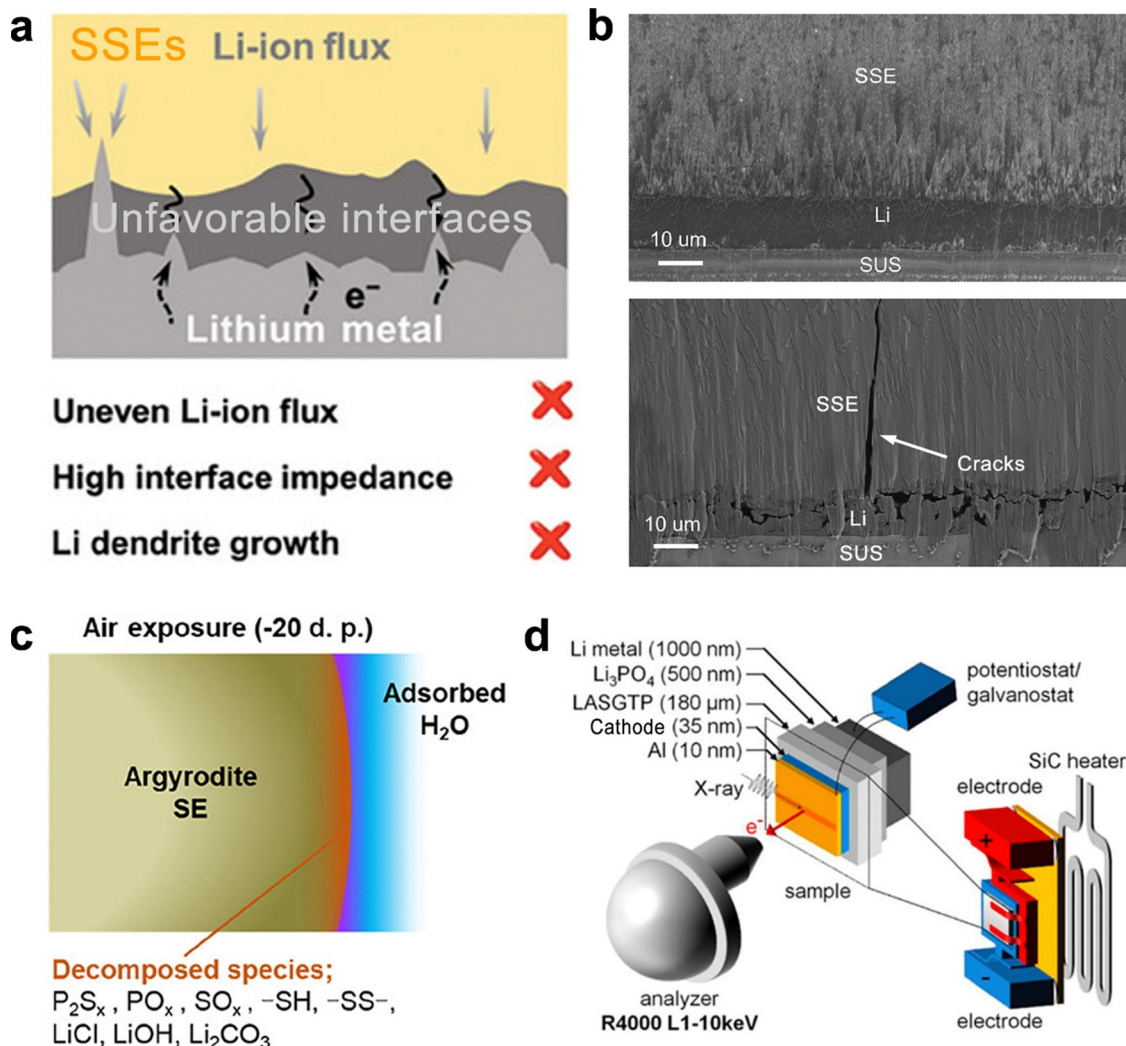 a
SSEs Li-ion flux
Unfavorable interfaces
e⁻
Lithium metal
Uneven Li-ion flux
High interface impedance
Li dendrite growth
b
SSE
Li
10 um
SUS
SSE
Cracks
Li
10 um
SUS
c
Air exposure (-20 d. p.)
Adsorbed
H₂O
Argyrodite
SE
Decomposed species;
P₂Sₓ, POₓ, SOₓ, –SH, –SS–,
LiCl, LiOH, Li₂CO₃
d
Li metal (1000 nm)
Li₃PO₄ (500 nm)
LASGTP (180 µm)
Cathode (35 nm)
Al (10 nm)
X-ray
e⁻
potentiostat/
galvanostat
sample
SiC heater
electrode
+
-
electrode
analyzer
R4000 L1-10keV